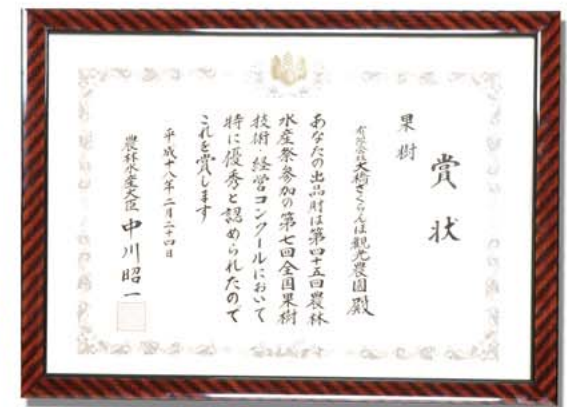 賞状
果樹
有限会社大橋さくらんぼ観光農園殿
あなたの出品財は第四十五回農林
水産祭参加の第七回全国果樹
技術・経営コンクールにおいて
特に優秀と認められたので
これを賞します
平成十八年二月二十四日
農林水産大臣 中川昭一